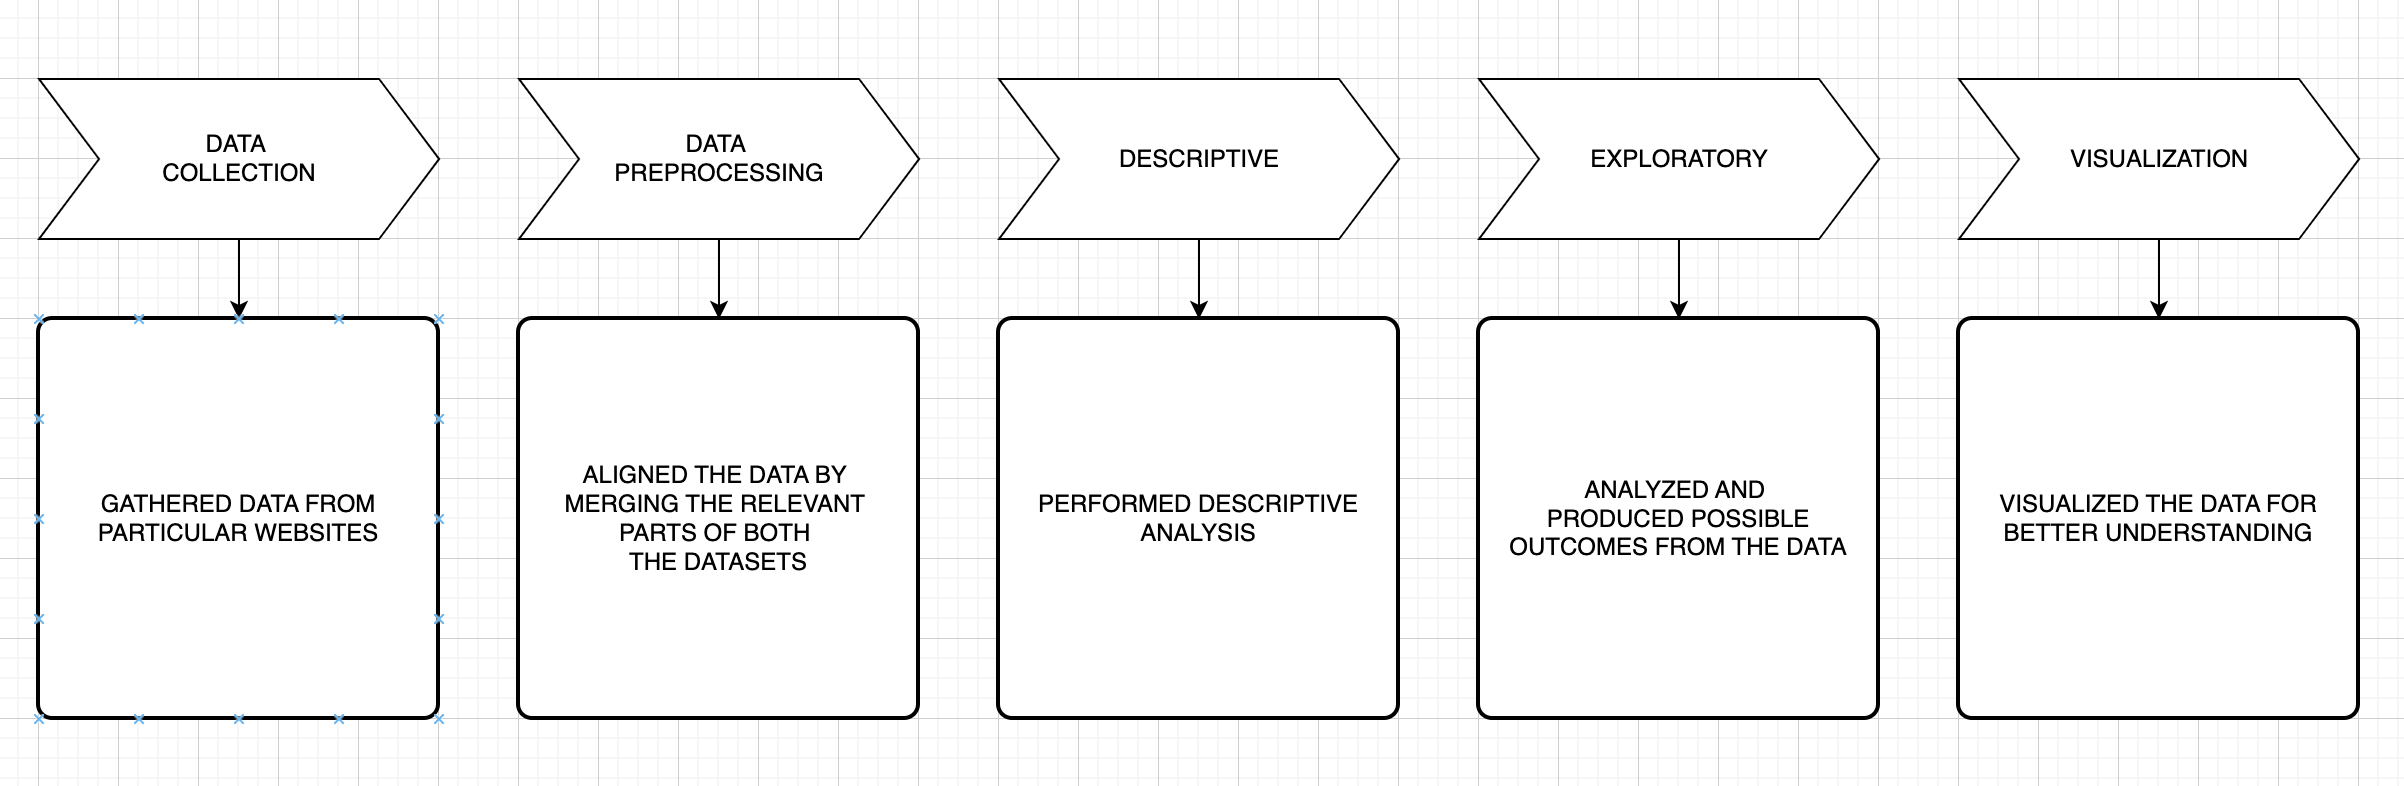 DATA
COLLECTION
DATA
PREPROCESSING
DESCRIPTIVE
EXPLORATORY
VISUALIZATION
GATHERED DATA FROM
PARTICULAR WEBSITES
ALIGNED THE DATA BY
MERGING THE RELEVANT
PARTS OF BOTH
THE DATASETS
PERFORMED DESCRIPTIVE
ANALYSIS
ANALYZED AND
PRODUCED POSSIBLE
OUTCOMES FROM THE DATA
VISUALIZED THE DATA FOR
BETTER UNDERSTANDING